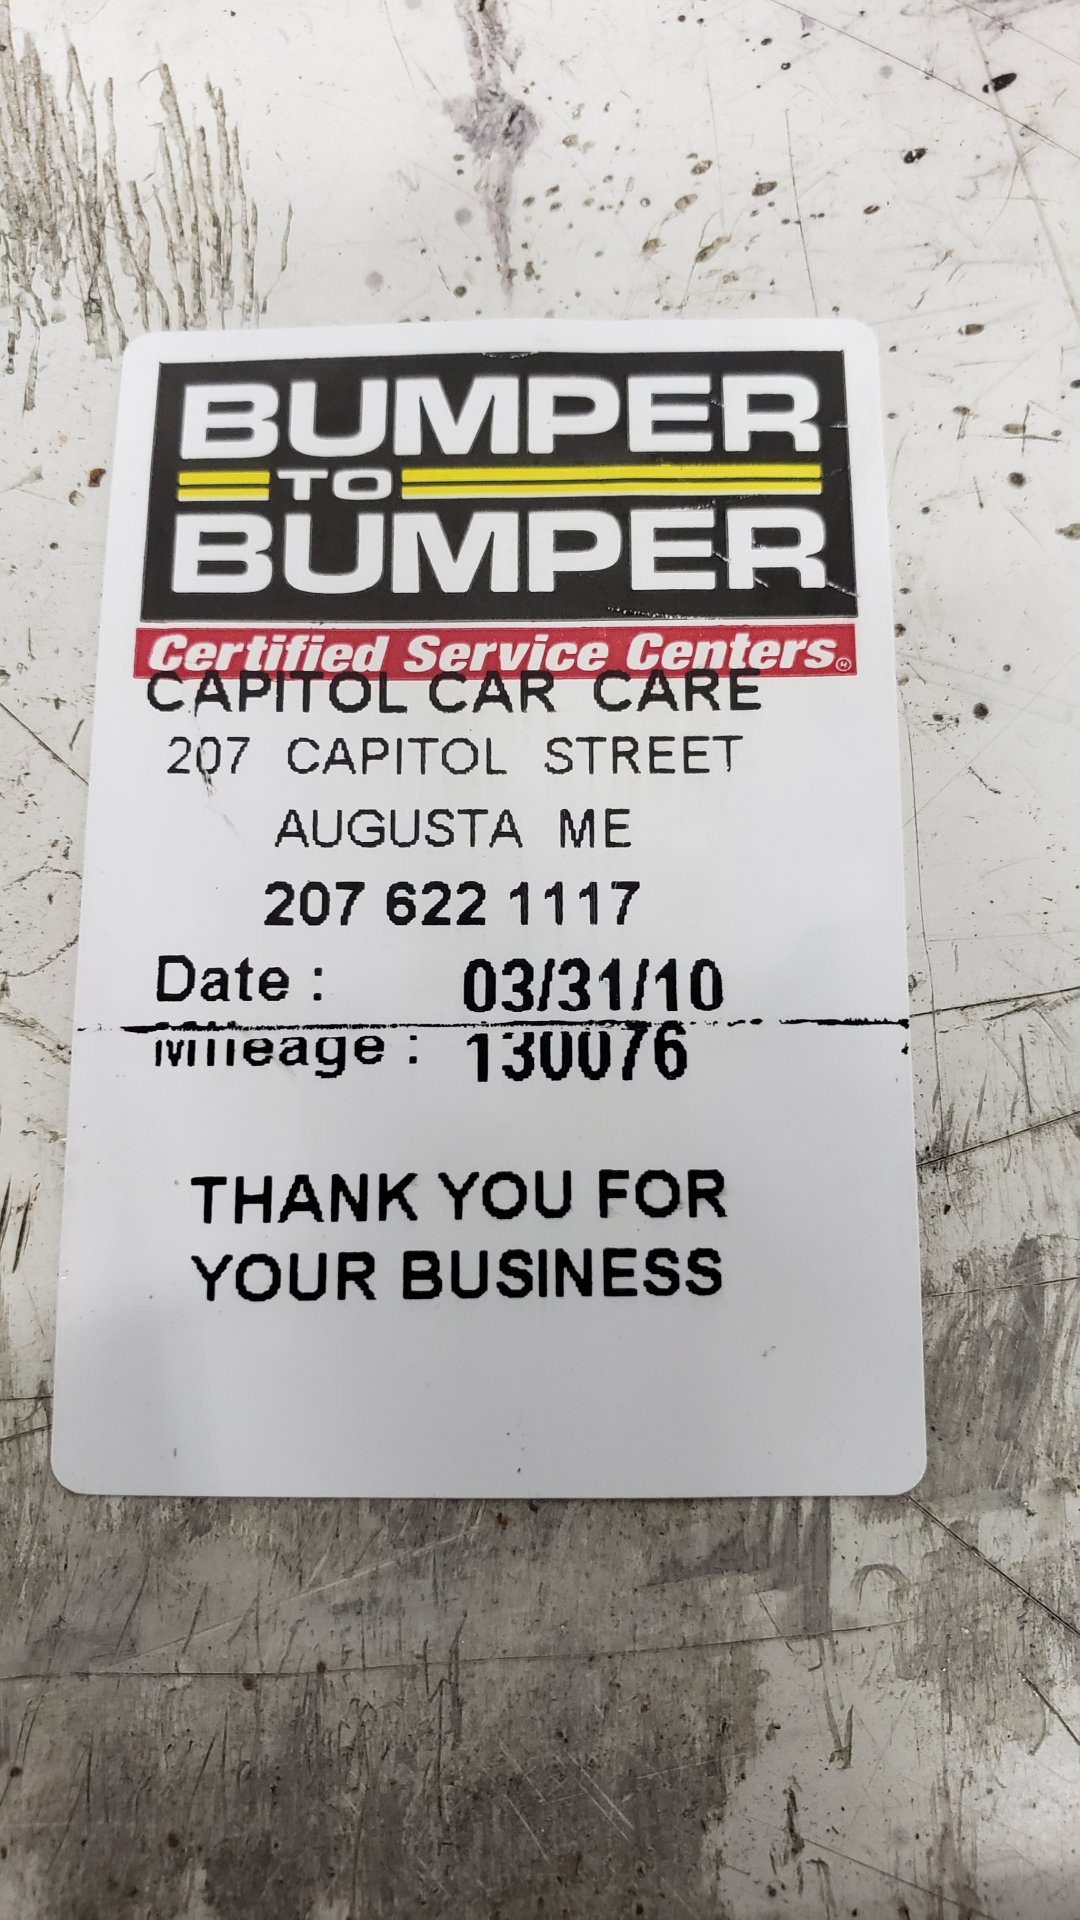 BUMPER
TO
BUMPER
Certified Service Centers
CAPITOL CAR CARE
207 CAPITOL STREET
AUGUSTA ME
207 622 1117
Date : 03/31/10
Mileage : 130076
THANK YOU FOR
YOUR BUSINESS